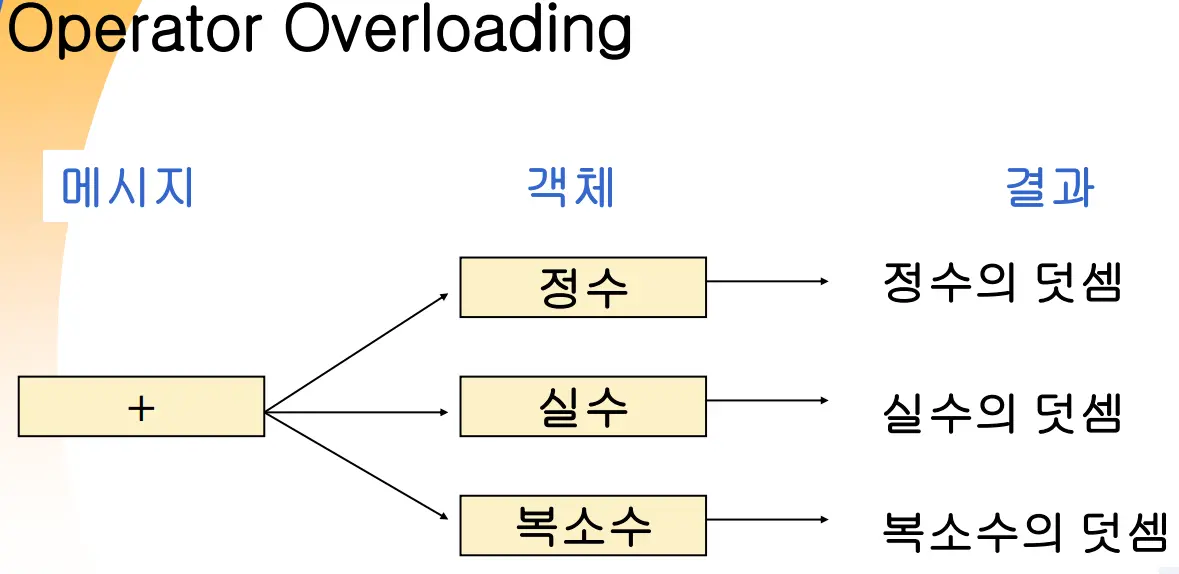 Operator Overloading
메시지 객체 결과
정수 정수의 덧셈
+ 실수 실수의 덧셈
복소수 복소수의 덧셈